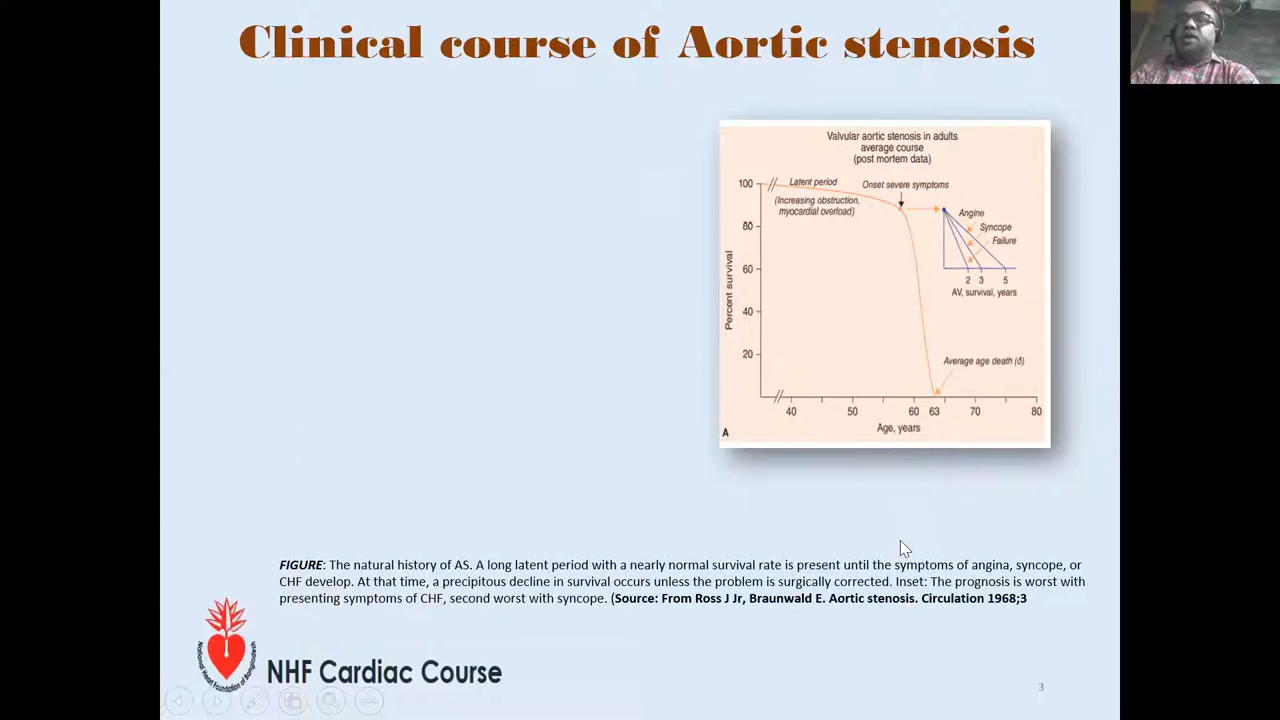 Clinical course of Aortic stenosis
Valvular aortic stenosis in adults
average course
(post mortem data)
100
Latent period
Onset severe symptoms
(Increasing obstruction,
myocardial overload)
Angine
Syncope
Failure
80
60
2 3 5
AV, survival, years
Percent survival
40
20
Average age death (♂)
40 50 60 63 70 80
Age, years
A
FIGURE: The natural history of AS. A long latent period with a nearly normal survival rate is present until the symptoms of angina, syncope, or
CHF develop. At that time, a precipitous decline in survival occurs unless the problem is surgically corrected. Inset: The prognosis is worst with
presenting symptoms of CHF, second worst with syncope. (Source: From Ross J Jr, Braunwald E. Aortic stenosis. Circulation 1968;3
National Heart Foundation of Bangladesh
NHF Cardiac Course
3